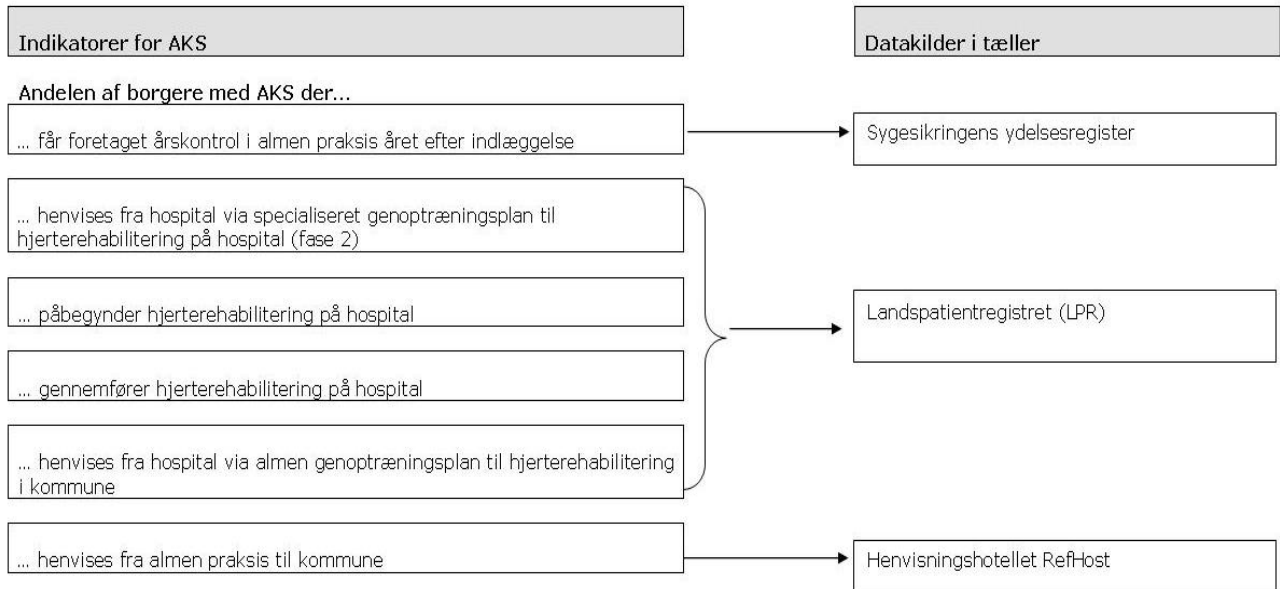 Indikatorer for AKS
Datakilder i tæller
Andelen af borgere med AKS der...
... får foretaget årskontrol i almen praksis året efter indlæggelse
Sygesikringens ydelsesregister
... henvises fra hospital via specialiseret genoptræningsplan til
hjerterehabilitering på hospital (fase 2)
... påbegynder hjerterehabilitering på hospital
Landspatientregistret (LPR)
... gennemfører hjerterehabilitering på hospital
... henvises fra hospital via almen genoptræningsplan til hjerterehabilitering
i kommune
... henvises fra almen praksis til kommune
Henvisningshotellet RefHost